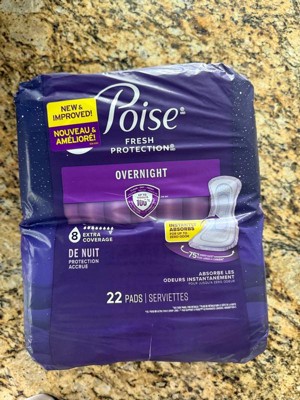 NEW &
IMPROVED!
NOUVEAU &
AMÉLIORÉ!
Poise
FRESH
PROTECTION
OVERNIGHT
8 EXTRA
COVERAGE
DE NUIT
PROTECTION
ACCRUE
ABSORBS
75%
ABSORBE LES
ODEURS INSTANTANÉMENT
22 PADS | SERVIETTES